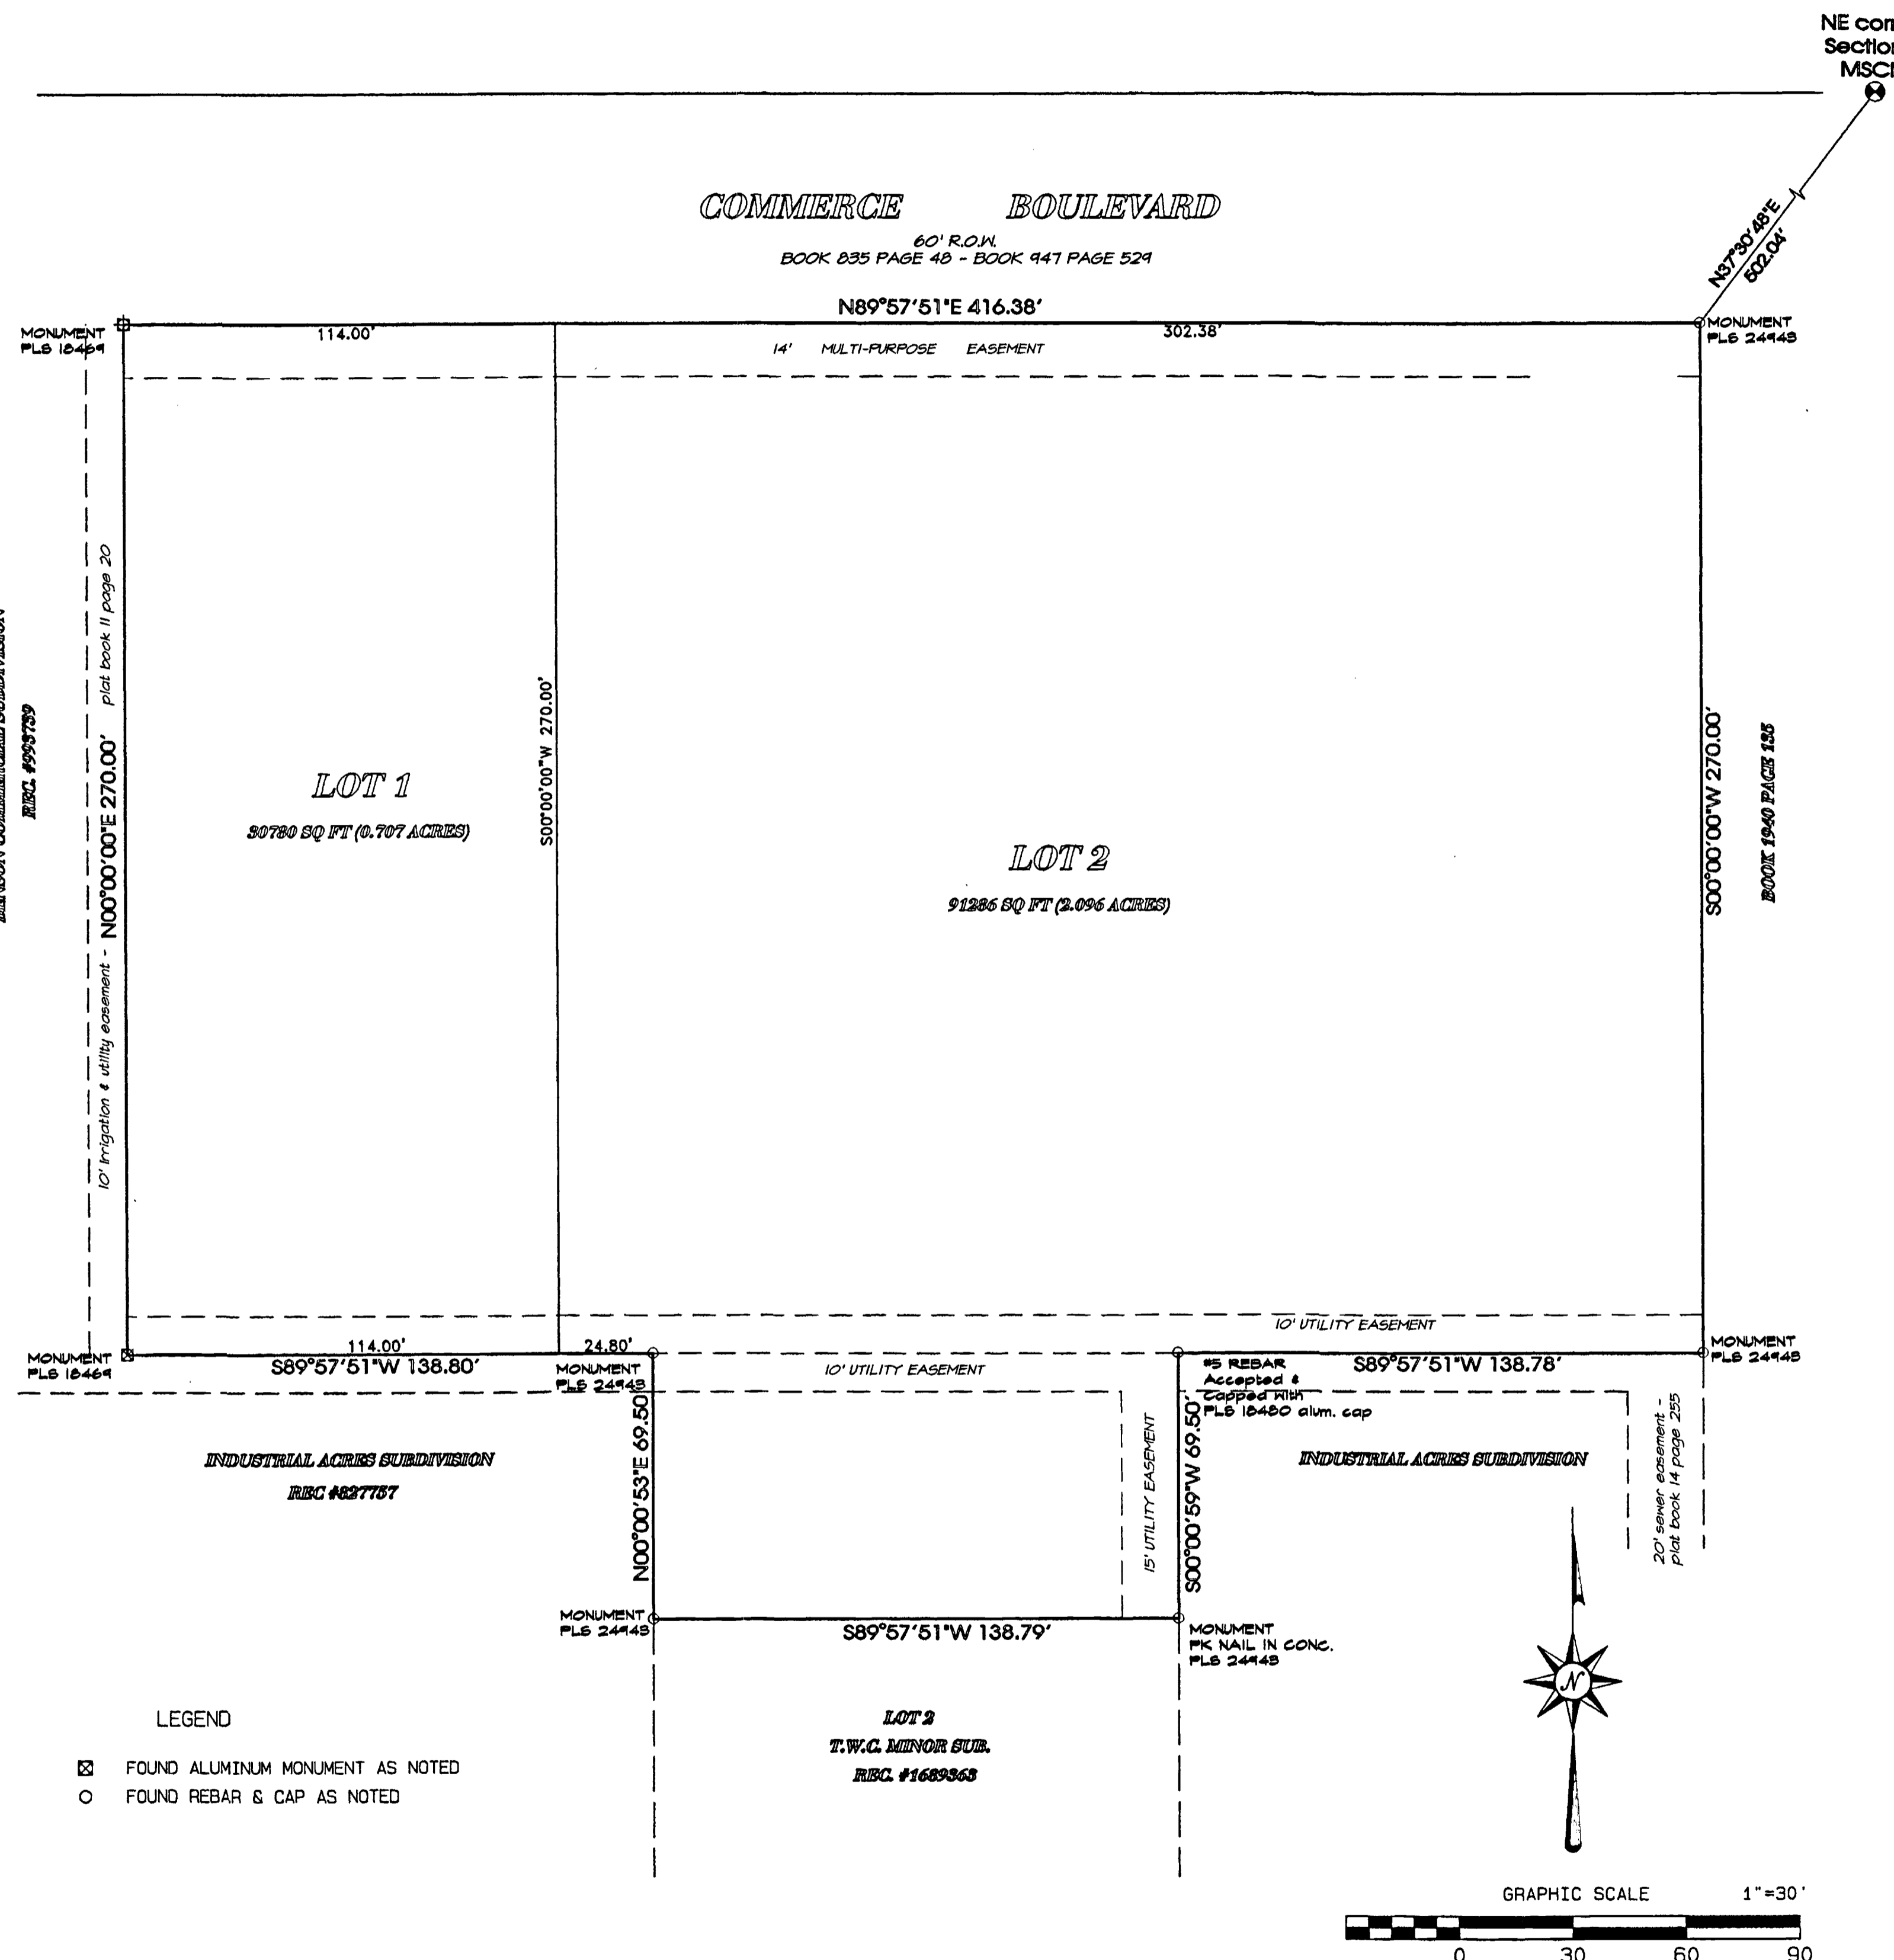 NE
MSC
COMMERCE BOULEVARD
60' R.O.W.
BOOK 835 PAGE 48 - BOOK 947 PAGE 529
N37°30'48"E
502.04'
N89°57'51"E 416.38'
114.00'
302.38'
14' MULTI-PURPOSE EASEMENT
MONUMENT
PLS 18469
MONUMENT
PLS 24943
SUBDIVISION
REC. #993739
10' irrigation & utility easement - N00°00'00"E 270.00' plat book 11 page 20
LOT 1
30780 SQ FT (0.707 ACRES)
S00°00'00"W 270.00'
LOT 2
91286 SQ FT (2.096 ACRES)
S00°00'00"W 270.00'
BOOK 1940 PAGE 135
10' UTILITY EASEMENT
MONUMENT
PLS 18469
114.00'
S89°57'51"W 138.80'
24.80'
MONUMENT
PLS 24943
10' UTILITY EASEMENT
#5 REBAR
Accepted &
Capped with
PLS 18480 alum. cap
S89°57'51"W 138.78'
MONUMENT
PLS 24943
INDUSTRIAL ACRES SUBDIVISION
REC #827757
N00°00'53"E 69.50'
15' UTILITY EASEMENT
S00°00'59"W 69.50'
INDUSTRIAL ACRES SUBDIVISION
20' sewer easement -
plat book 14 page 255
MONUMENT
PLS 24943
S89°57'51"W 138.79'
MONUMENT
PK NAIL IN CONC.
PLS 24943
N
LOT 2
T.W.C. MINOR SUB.
REC. #1689363
LEGEND
FOUND ALUMINUM MONUMENT AS NOTED
FOUND REBAR & CAP AS NOTED
GRAPHIC SCALE 1"=30'
0 30 60 90